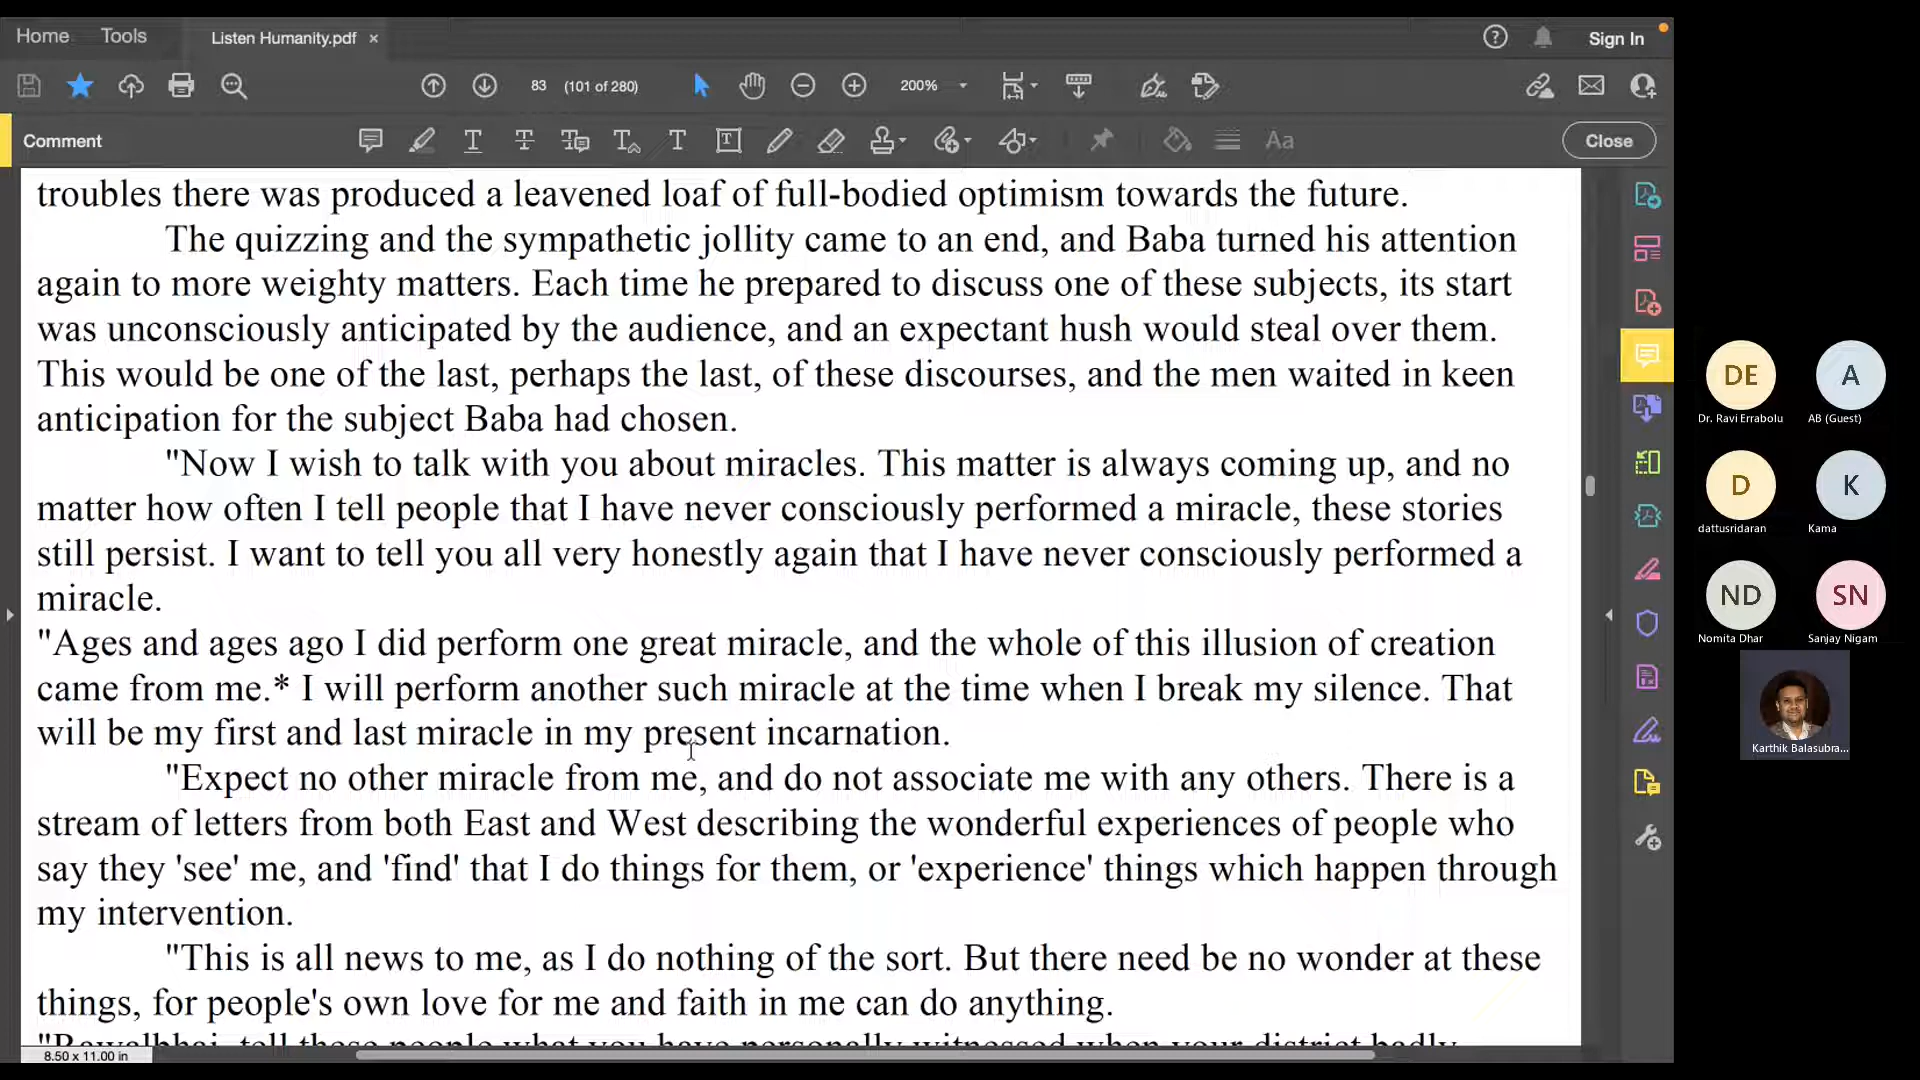 Home Tools Listen Humanity.pdf × Sign In
83 (101 of 280) 200%
Comment Close
troubles there was produced a leavened loaf of full-bodied optimism towards the future.
The quizzing and the sympathetic jollity came to an end, and Baba turned his attention
again to more weighty matters. Each time he prepared to discuss one of these subjects, its start
was unconsciously anticipated by the audience, and an expectant hush would steal over them.
This would be one of the last, perhaps the last, of these discourses, and the men waited in keen
anticipation for the subject Baba had chosen.
"Now I wish to talk with you about miracles. This matter is always coming up, and no
matter how often I tell people that I have never consciously performed a miracle, these stories
still persist. I want to tell you all very honestly again that I have never consciously performed a
miracle.
"Ages and ages ago I did perform one great miracle, and the whole of this illusion of creation
came from me.* I will perform another such miracle at the time when I break my silence. That
will be my first and last miracle in my present incarnation.
"Expect no other miracle from me, and do not associate me with any others. There is a
stream of letters from both East and West describing the wonderful experiences of people who
say they 'see' me, and 'find' that I do things for them, or 'experience' things which happen through
my intervention.
"This is all news to me, as I do nothing of the sort. But there need be no wonder at these
things, for people's own love for me and faith in me can do anything.
"Rawalbhai, tell these people what you have personally witnessed when your district badly
8.50 x 11.00 in
DE A
Dr. Ravi Errabolu AB (Guest)
D K
dattusridaran Kama
ND SN
Nomita Dhar Sanjay Nigam
Karthik Balasubra...